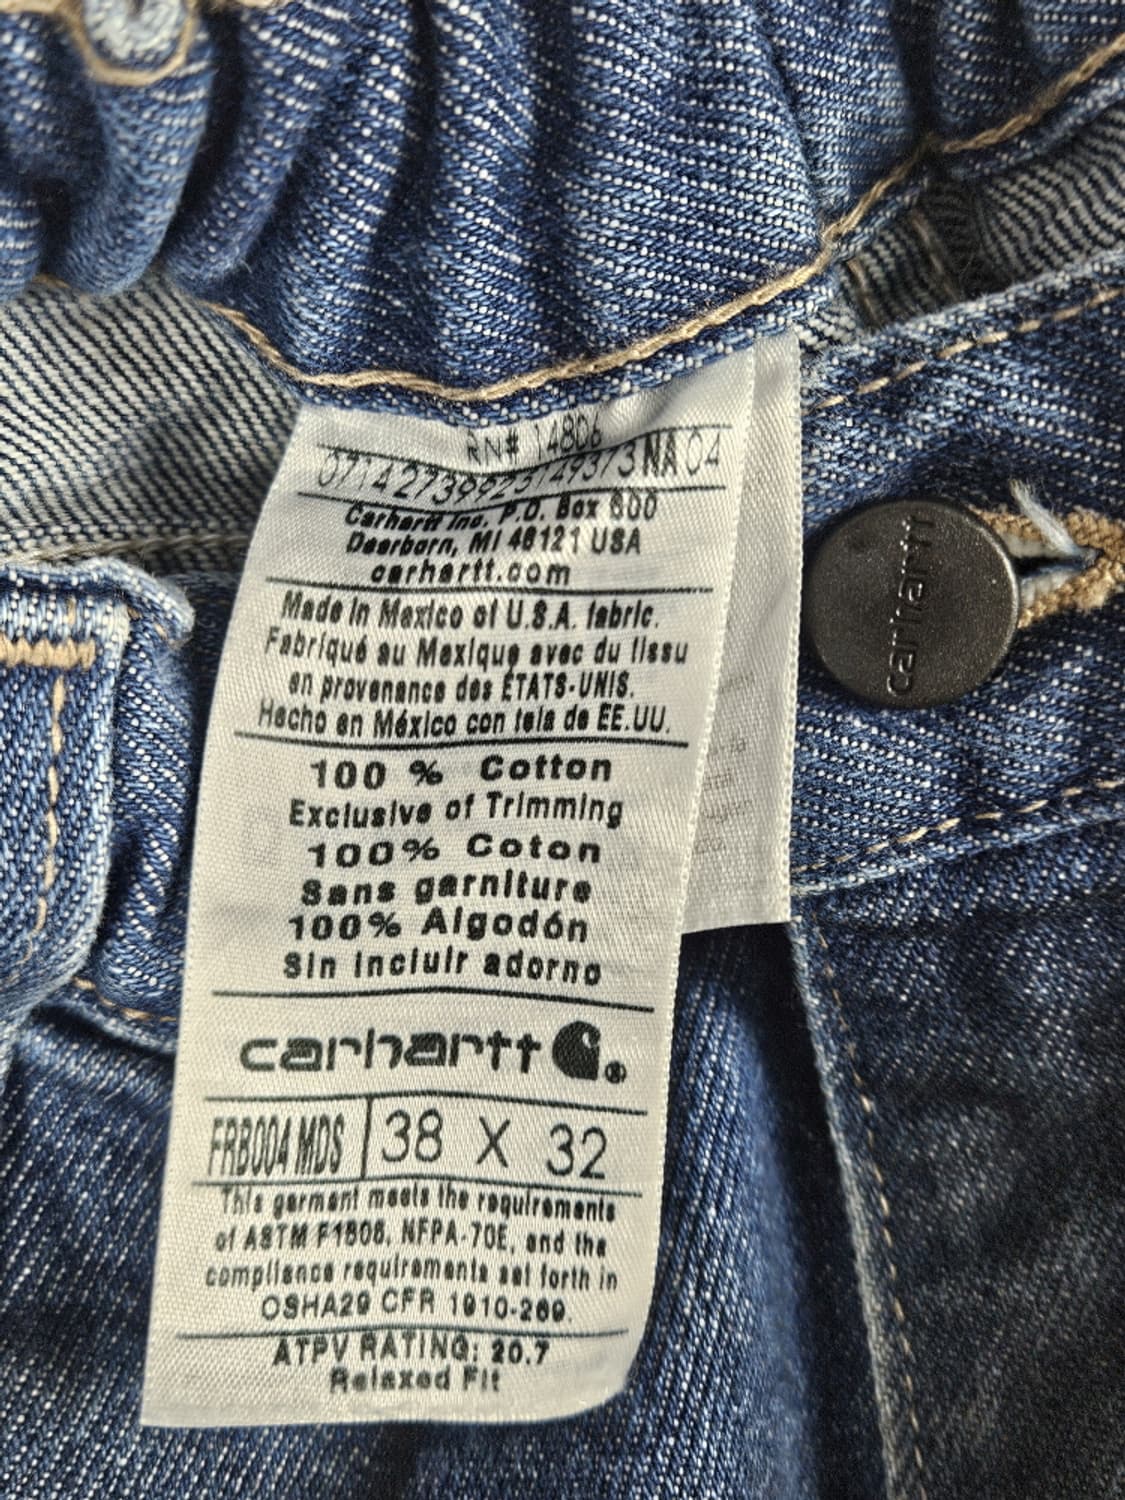 RN# 14806
071427399231 49373 NA 04
Carhartt Inc. P.O. Box 600
Dearborn, MI 48121 USA
carhartt.com
Made in Mexico of U.S.A. fabric.
Fabriqué au Mexique avec du tissu
en provenance des ÉTATS-UNIS.
Hecho en México con tela de EE.UU.
100 % Cotton
Exclusive of Trimming
100% Coton
Sans garniture
100% Algodón
Sin incluir adorno
carhartt ®
FRB004 MDS 38 X 32
This garment meets the requirements
of ASTM F1506, NFPA-70E, and the
compliance requirements set forth in
OSHA29 CFR 1910-269.
ATPV RATING: 20.7
Relaxed Fit
carhartt